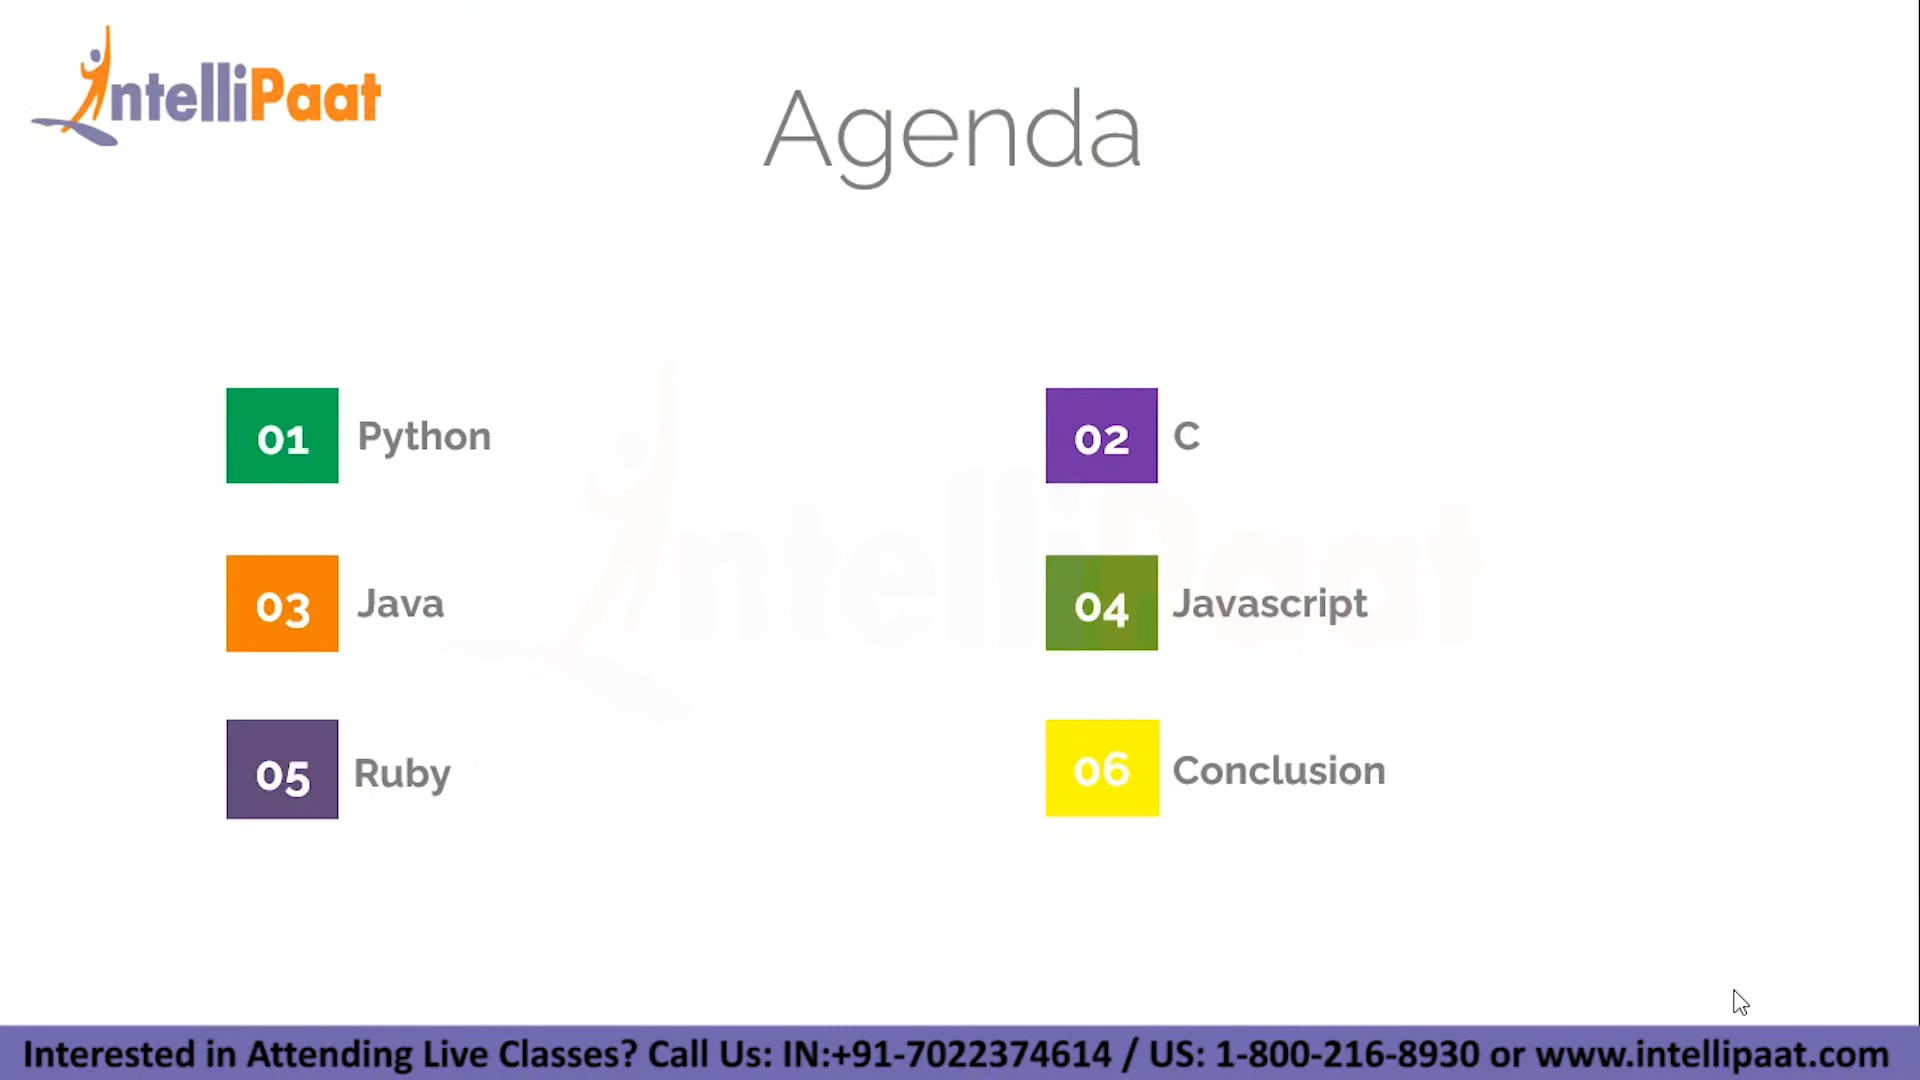 IntelliPaat
Agenda
01 Python
02 C
03 Java
04 Javascript
05 Ruby
06 Conclusion
IntelliPaat
Interested in Attending Live Classes? Call Us: IN:+91-7022374614 / US: 1-800-216-8930 or www.intellipaat.com